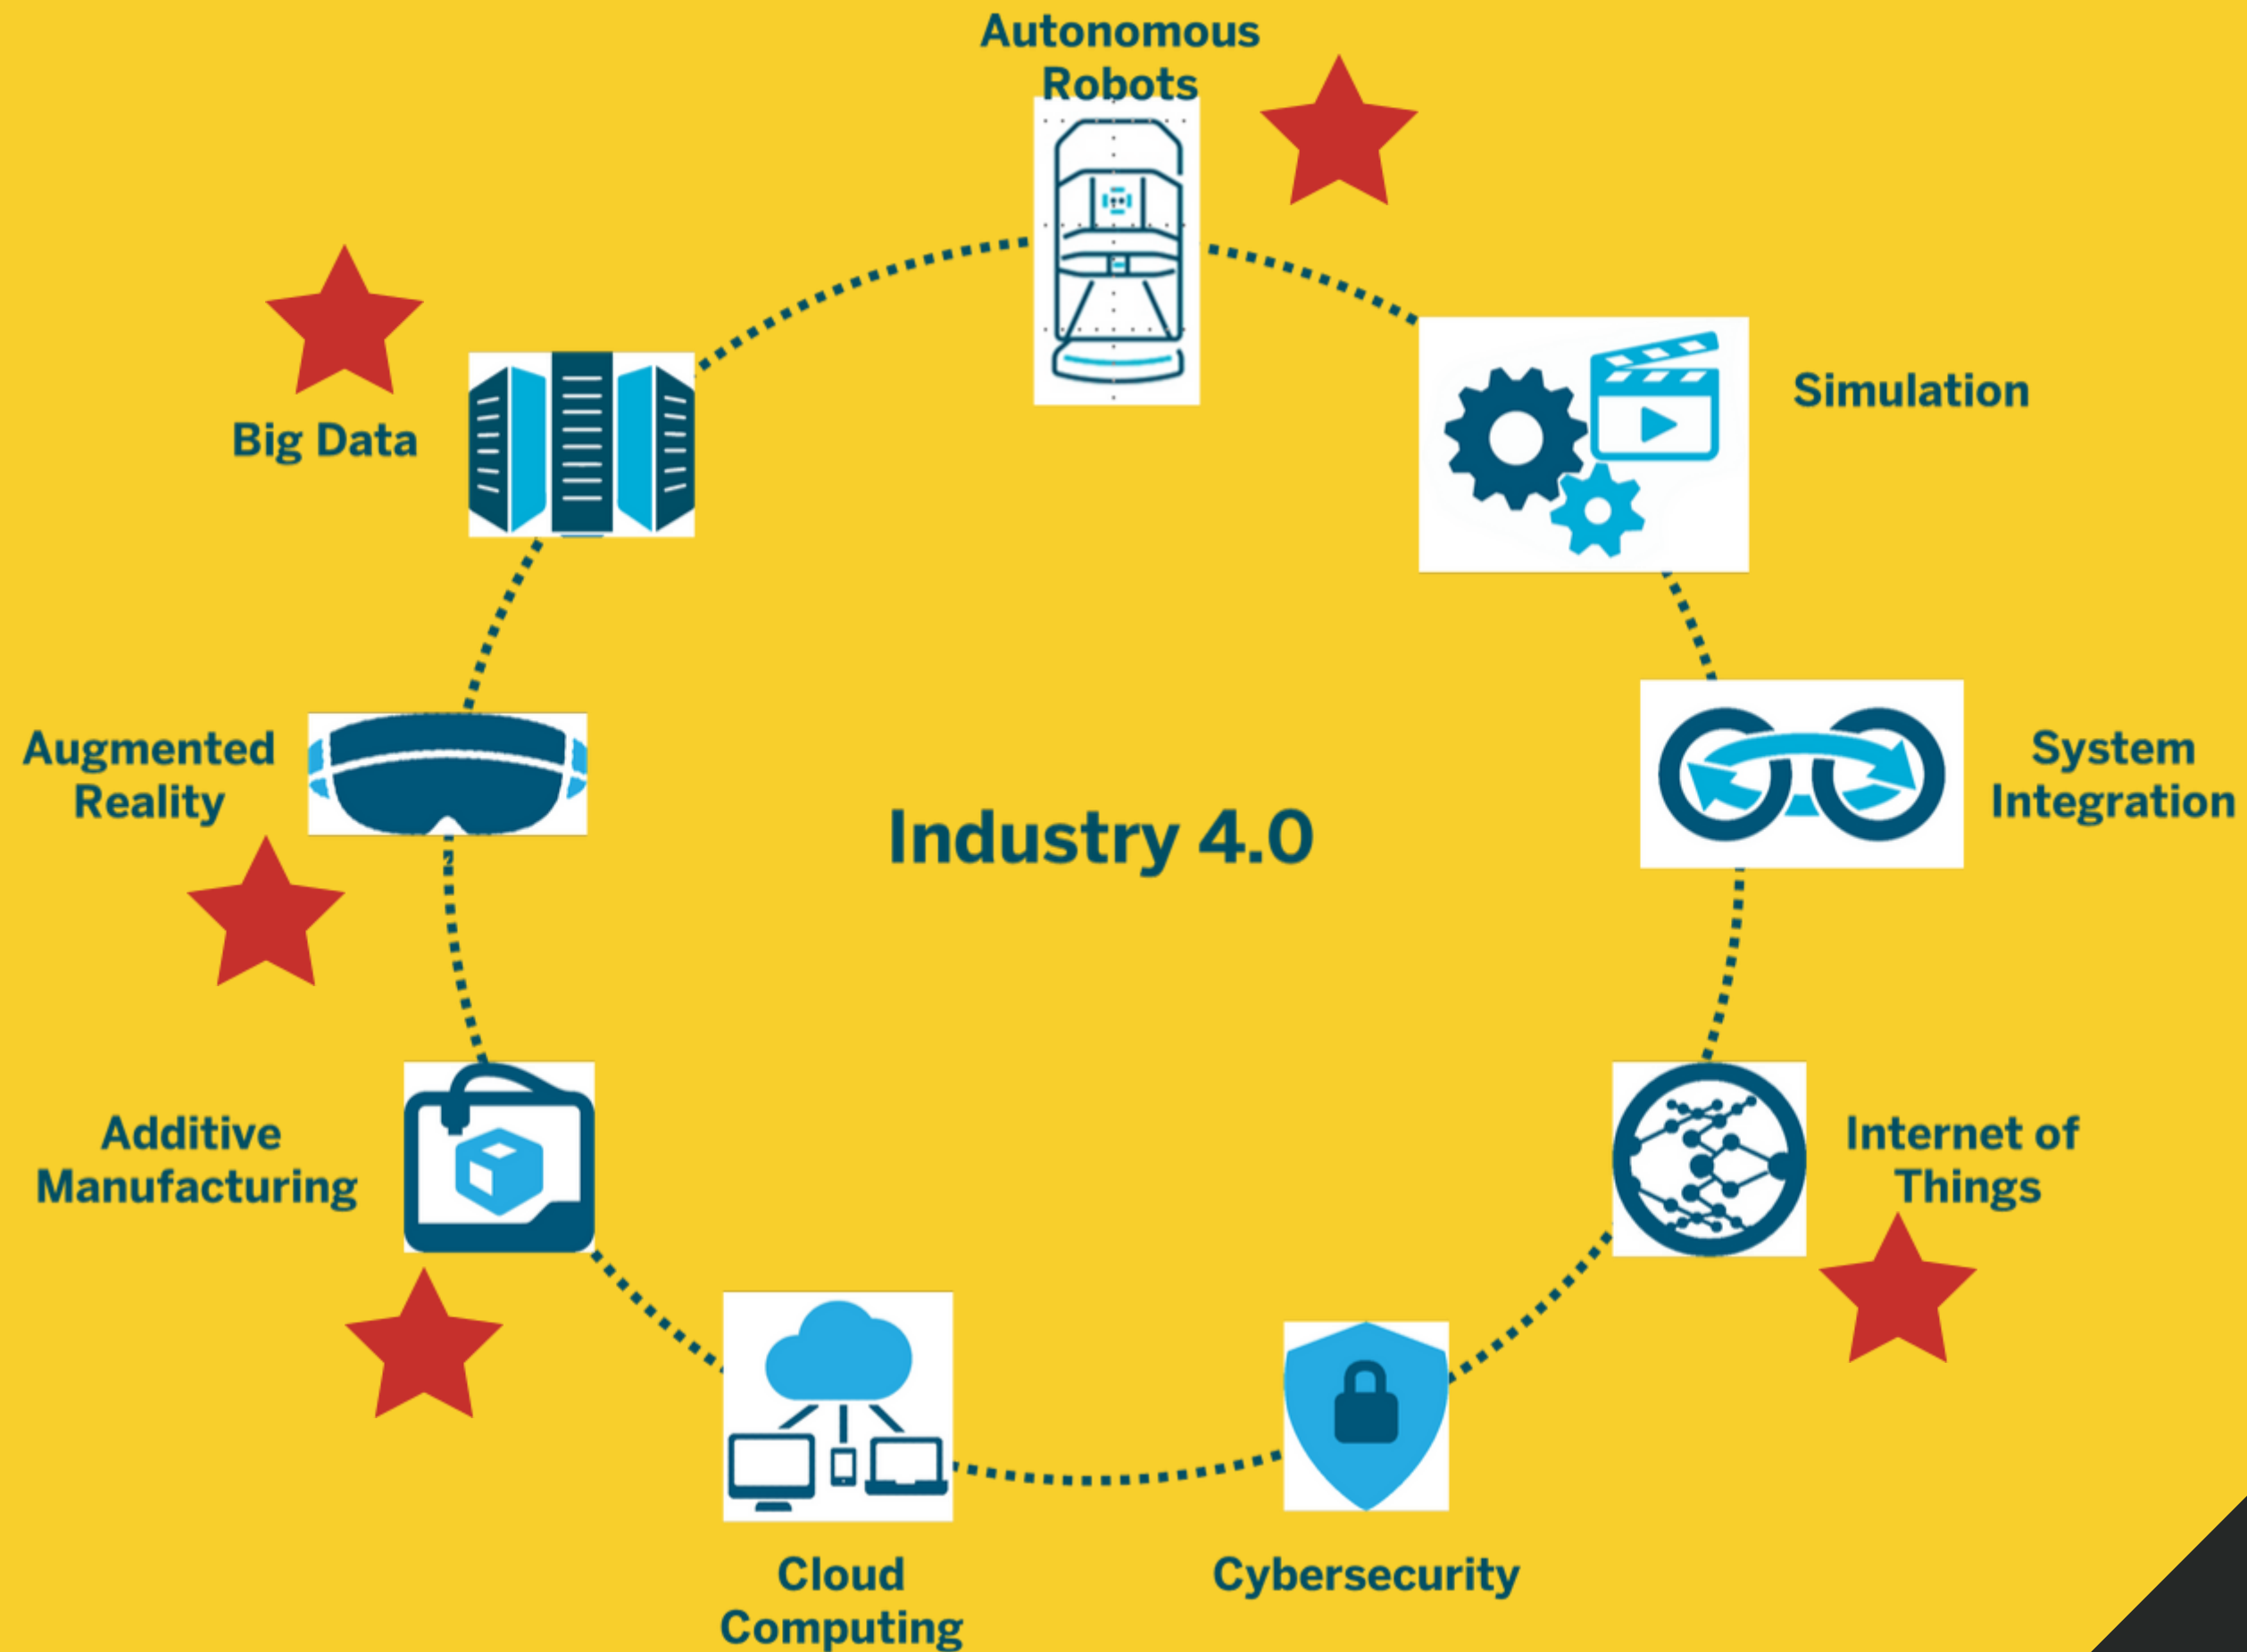 Autonomous
Robots
Big Data
Simulation
Augmented
Reality
System
Integration
Industry 4.0
Additive
Manufacturing
Internet of
Things
Cloud
Computing
Cybersecurity